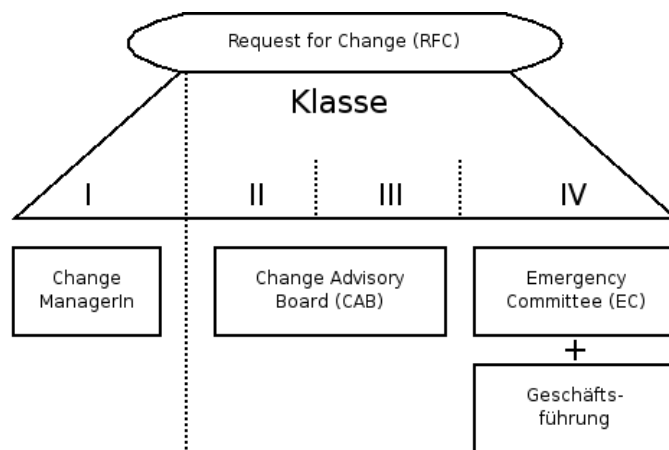 Request for Change (RFC)
Klasse
I II III IV
Change
ManagerIn
Change Advisory
Board (CAB)
Emergency
Committee (EC)
+
Geschäfts-
führung